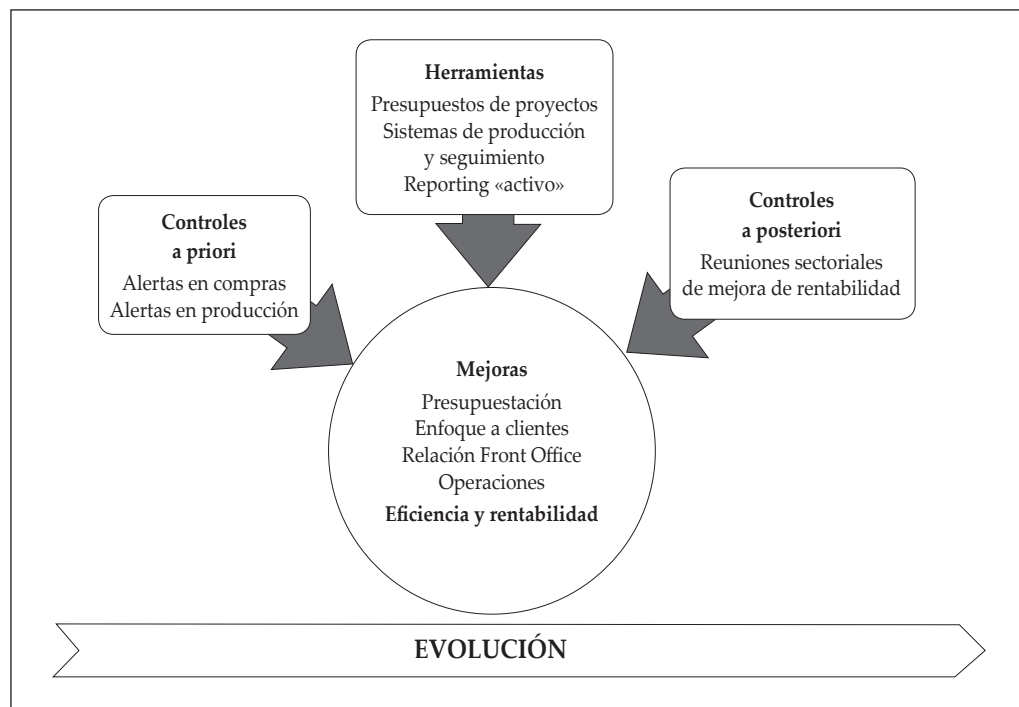 Herramientas
Presupuestos de proyectos
Sistemas de producción
y seguimiento
Reporting «activo»
Controles
a priori
Alertas en compras
Alertas en producción
Controles
a posteriori
Reuniones sectoriales
de mejora de rentabilidad
Mejoras
Presupuestación
Enfoque a clientes
Relación Front Office
Operaciones
Eficiencia y rentabilidad
EVOLUCIÓN